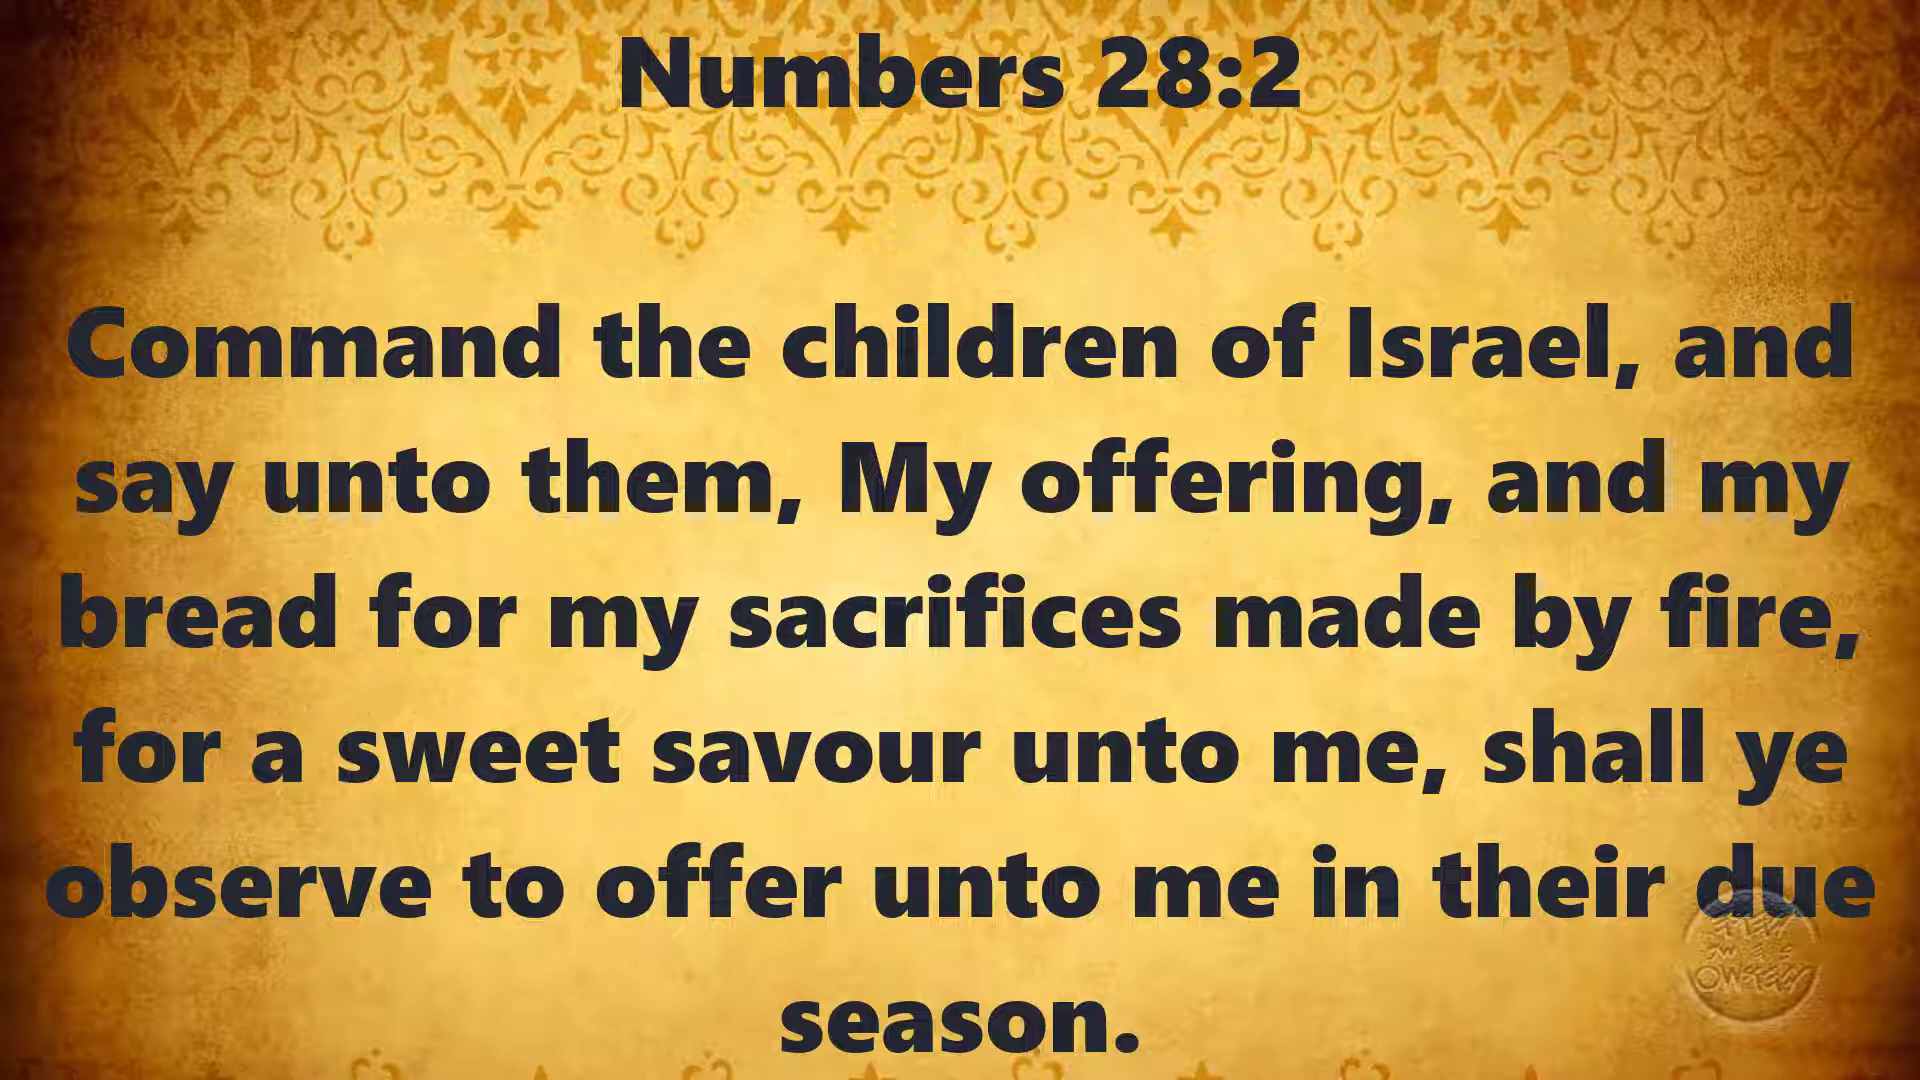 Numbers 28:2
Command the children of Israel, and
say unto them, My offering, and my
bread for my sacrifices made by fire,
for a sweet savour unto me, shall ye
observe to offer unto me in their due
season.